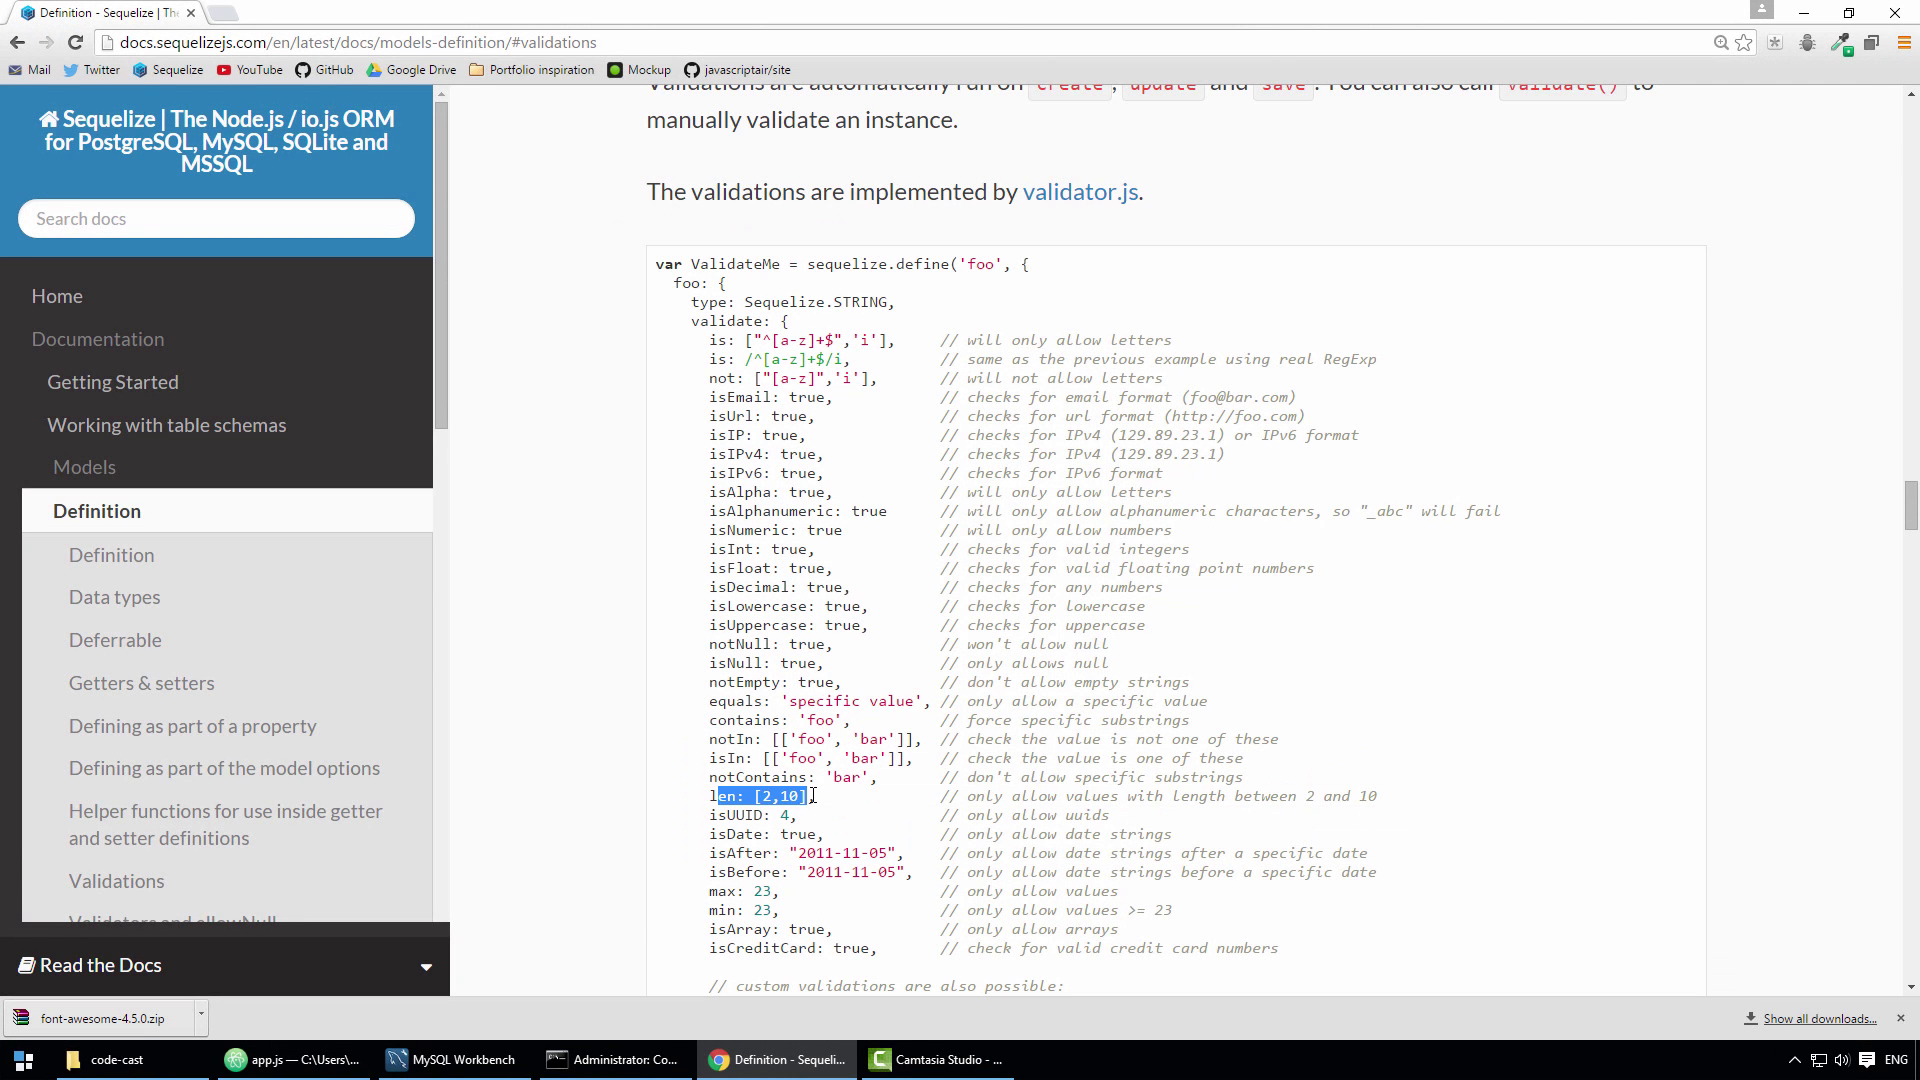 Definition - Sequelize | The
docs.sequelizejs.com/en/latest/docs/models-definition/#validations
Mail Twitter Sequelize YouTube GitHub Google Drive Portfolio inspiration Mockup javascriptair/site
Sequelize | The Node.js / io.js ORM
for PostgreSQL, MySQL, SQLite and
MSSQL
Search docs
Home
Documentation
Getting Started
Working with table schemas
Models
Definition
Definition
Data types
Deferrable
Getters & setters
Defining as part of a property
Defining as part of the model options
Helper functions for use inside getter
and setter definitions
Validations
Validators and allowNull
Read the Docs
Validations are automatically run on create, update and save. You can also call validate() to
manually validate an instance.
The validations are implemented by validator.js.
var ValidateMe = sequelize.define('foo', {
foo: {
type: Sequelize.STRING,
validate: {
is: ["^[a-z]+$",'i'], // will only allow letters
is: /^[a-z]+$/i, // same as the previous example using real RegExp
not: ["[a-z]",'i'], // will not allow letters
isEmail: true, // checks for email format (foo@bar.com)
isUrl: true, // checks for url format (http://foo.com)
isIP: true, // checks for IPv4 (129.89.23.1) or IPv6 format
isIPv4: true, // checks for IPv4 (129.89.23.1)
isIPv6: true, // checks for IPv6 format
isAlpha: true, // will only allow letters
isAlphanumeric: true // will only allow alphanumeric characters, so "_abc" will fail
isNumeric: true // will only allow numbers
isInt: true, // checks for valid integers
isFloat: true, // checks for valid floating point numbers
isDecimal: true, // checks for any numbers
isLowercase: true, // checks for lowercase
isUppercase: true, // checks for uppercase
notNull: true, // won't allow null
isNull: true, // only allows null
notEmpty: true, // don't allow empty strings
equals: 'specific value', // only allow a specific value
contains: 'foo', // force specific substrings
notIn: [['foo', 'bar']], // check the value is not one of these
isIn: [['foo', 'bar']], // check the value is one of these
notContains: 'bar', // don't allow specific substrings
len: [2,10], // only allow values with length between 2 and 10
isUUID: 4, // only allow uuids
isDate: true, // only allow date strings
isAfter: "2011-11-05", // only allow date strings after a specific date
isBefore: "2011-11-05", // only allow date strings before a specific date
max: 23, // only allow values
min: 23, // only allow values >= 23
isArray: true, // only allow arrays
isCreditCard: true, // check for valid credit card numbers
// custom validations are also possible:
font-awesome-4.5.0.zip
Show all downloads...
code-cast app.js — C:\Users\... MySQL Workbench Administrator: Co... Definition - Sequeli... Camtasia Studio - ... ENG